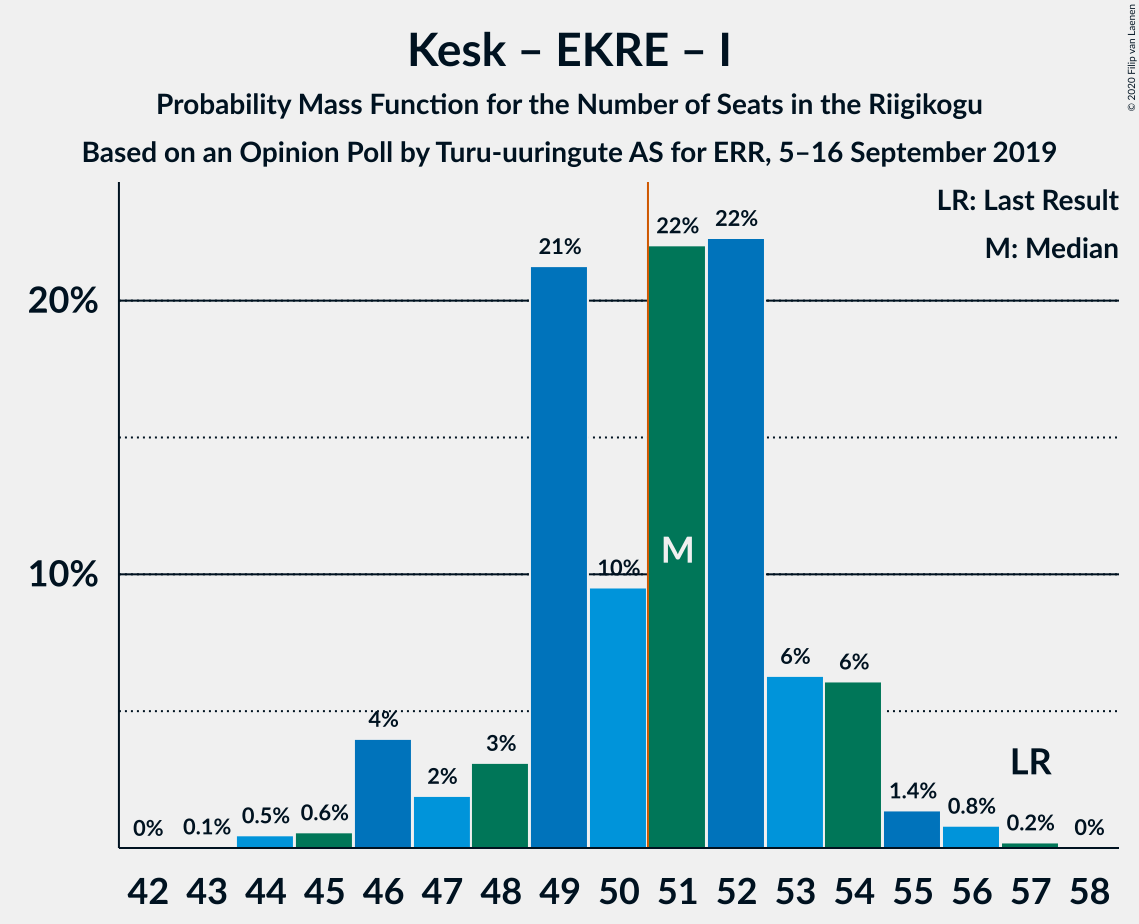 Kesk – EKRE – I
Probability Mass Function for the Number of Seats in the Riigikogu
Based on an Opinion Poll by Turu-uuringute AS for ERR, 5–16 September 2019
© 2020 Filip van Laenen
LR: Last Result
M: Median
20%
10%
0%
0.1%
0.5%
0.6%
4%
2%
3%
21%
10%
22%
22%
6%
6%
1.4%
0.8%
0.2%
0%
M
LR
42 43 44 45 46 47 48 49 50 51 52 53 54 55 56 57 58